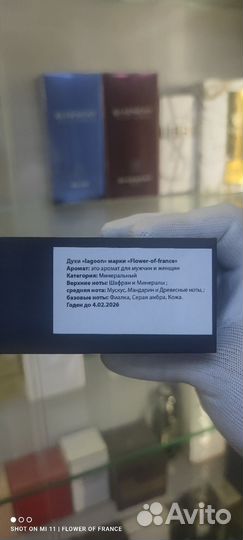 Духи «lagoon» марки «Flower-of-france»
Аромат: это аромат для мужчин и женщин
Категория: Минеральный
Верхние ноты: Шафран и Минералы ;
средняя нота: Мускус, Мандарин и Древесные ноты, ;
базовые ноты: Фиалка, Серая амбра, Кожа.
Годен до 4.02.2026
SHOT ON MI 11 | FLOWER OF FRANCE
Avito